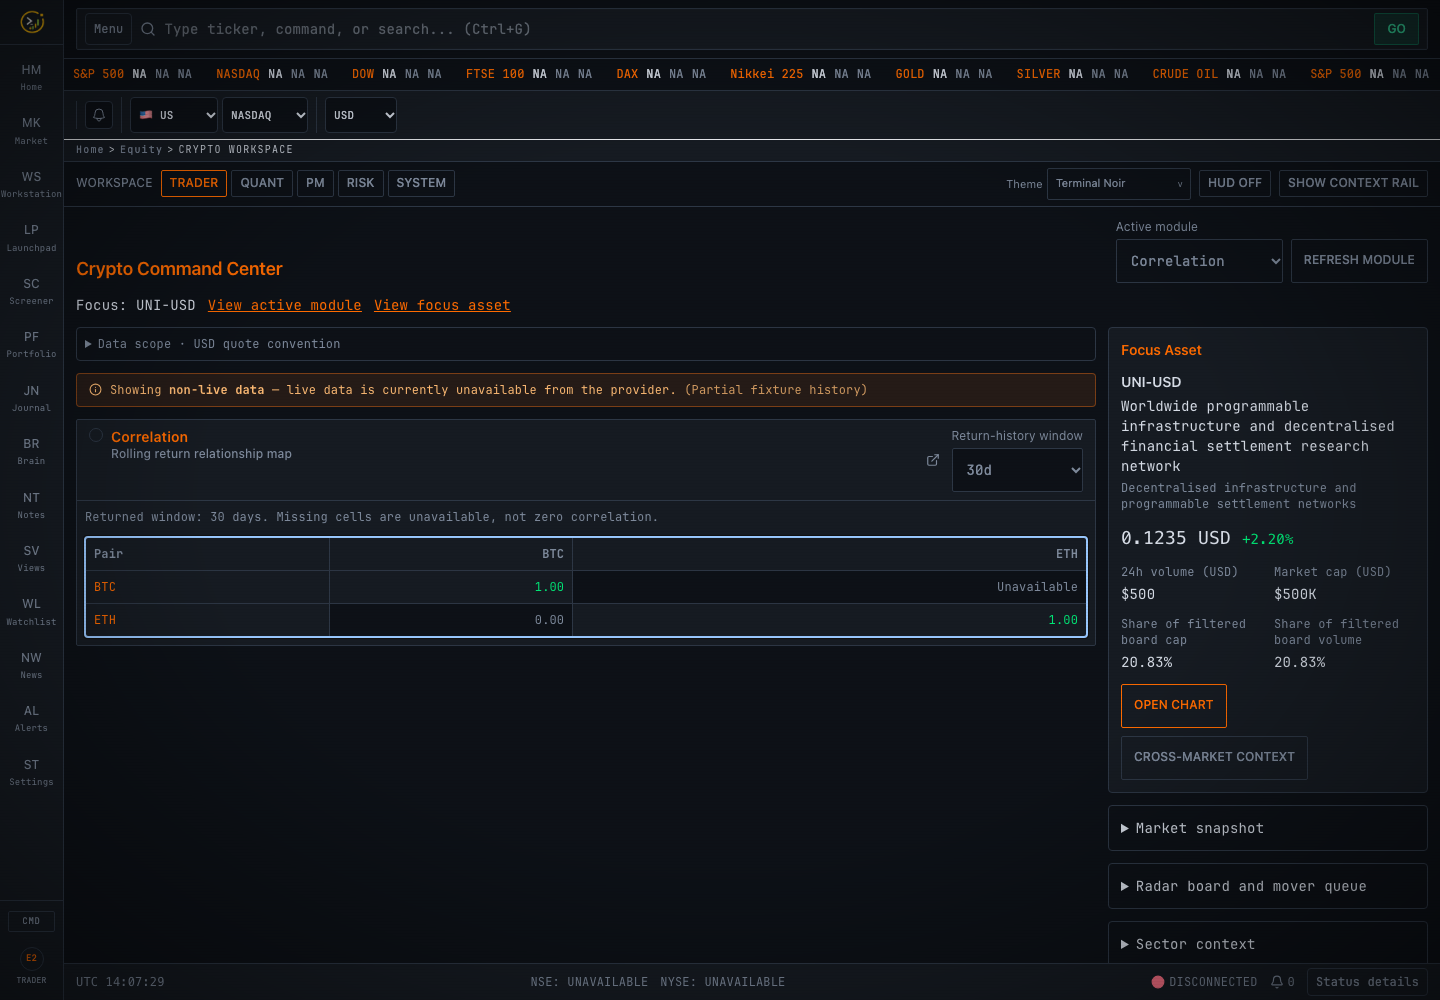 Menu
Type ticker, command, or search... (Ctrl+G)
GO
S&P 500 NA NA NA NASDAQ NA NA NA DOW NA NA NA FTSE 100 NA NA NA DAX NA NA NA Nikkei 225 NA NA NA GOLD NA NA NA SILVER NA NA NA CRUDE OIL NA NA NA S&P 500 NA NA NA
US
NASDAQ
USD
Home > Equity > CRYPTO WORKSPACE
WORKSPACE TRADER QUANT PM RISK SYSTEM
Theme Terminal Noir v HUD OFF SHOW CONTEXT RAIL
HM
Home
MK
Market
WS
Workstation
LP
Launchpad
SC
Screener
PF
Portfolio
JN
Journal
BR
Brain
NT
Notes
SV
Views
WL
Watchlist
NW
News
AL
Alerts
ST
Settings
CMD
E2
TRADER
Crypto Command Center
Active module
Correlation
REFRESH MODULE
Focus: UNI-USD View active module View focus asset
Data scope · USD quote convention
Showing non-live data — live data is currently unavailable from the provider. (Partial fixture history)
Correlation
Rolling return relationship map
Return-history window
30d
Returned window: 30 days. Missing cells are unavailable, not zero correlation.
Pair BTC ETH
BTC 1.00 Unavailable
ETH 0.00 1.00
Focus Asset
UNI-USD
Worldwide programmable
infrastructure and decentralised
financial settlement research
network
Decentralised infrastructure and
programmable settlement networks
0.1235 USD +2.20%
24h volume (USD) Market cap (USD)
$500 $500K
Share of filtered Share of filtered
board cap board volume
20.83% 20.83%
OPEN CHART
CROSS-MARKET CONTEXT
Market snapshot
Radar board and mover queue
Sector context
UTC 14:07:29
NSE: UNAVAILABLE NYSE: UNAVAILABLE
DISCONNECTED 0 Status details